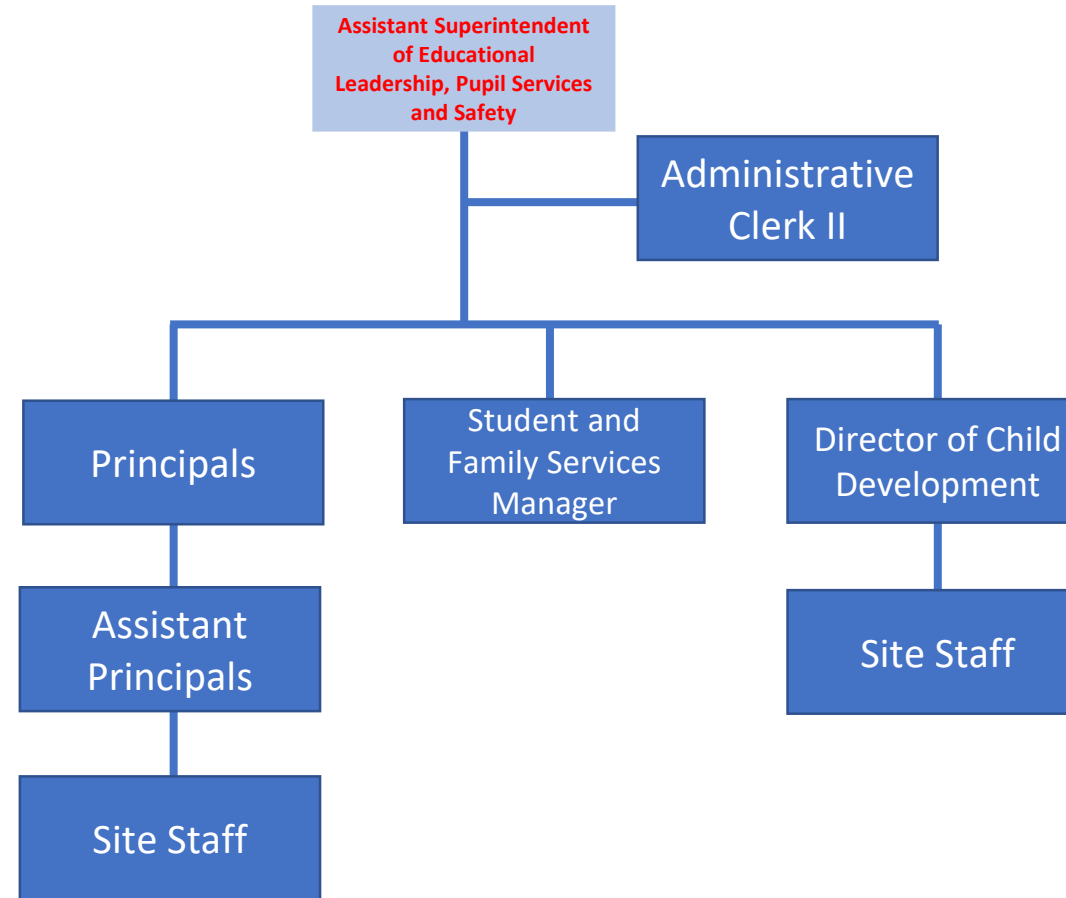 Assistant Superintendent
of Educational
Leadership, Pupil Services
and Safety
Administrative
Clerk II
Principals
Student and
Family Services
Manager
Director of Child
Development
Assistant
Principals
Site Staff
Site Staff